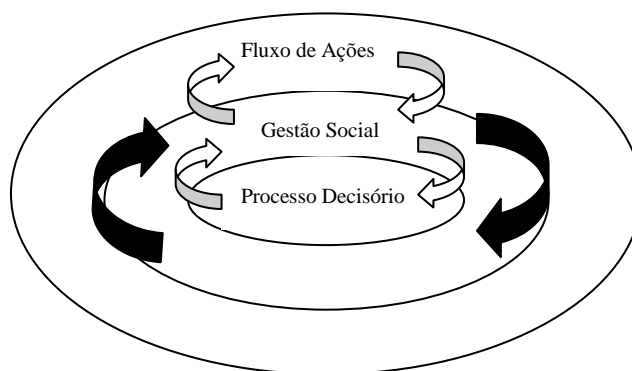 Fluxo de Ações
Gestão Social
Processo Decisório